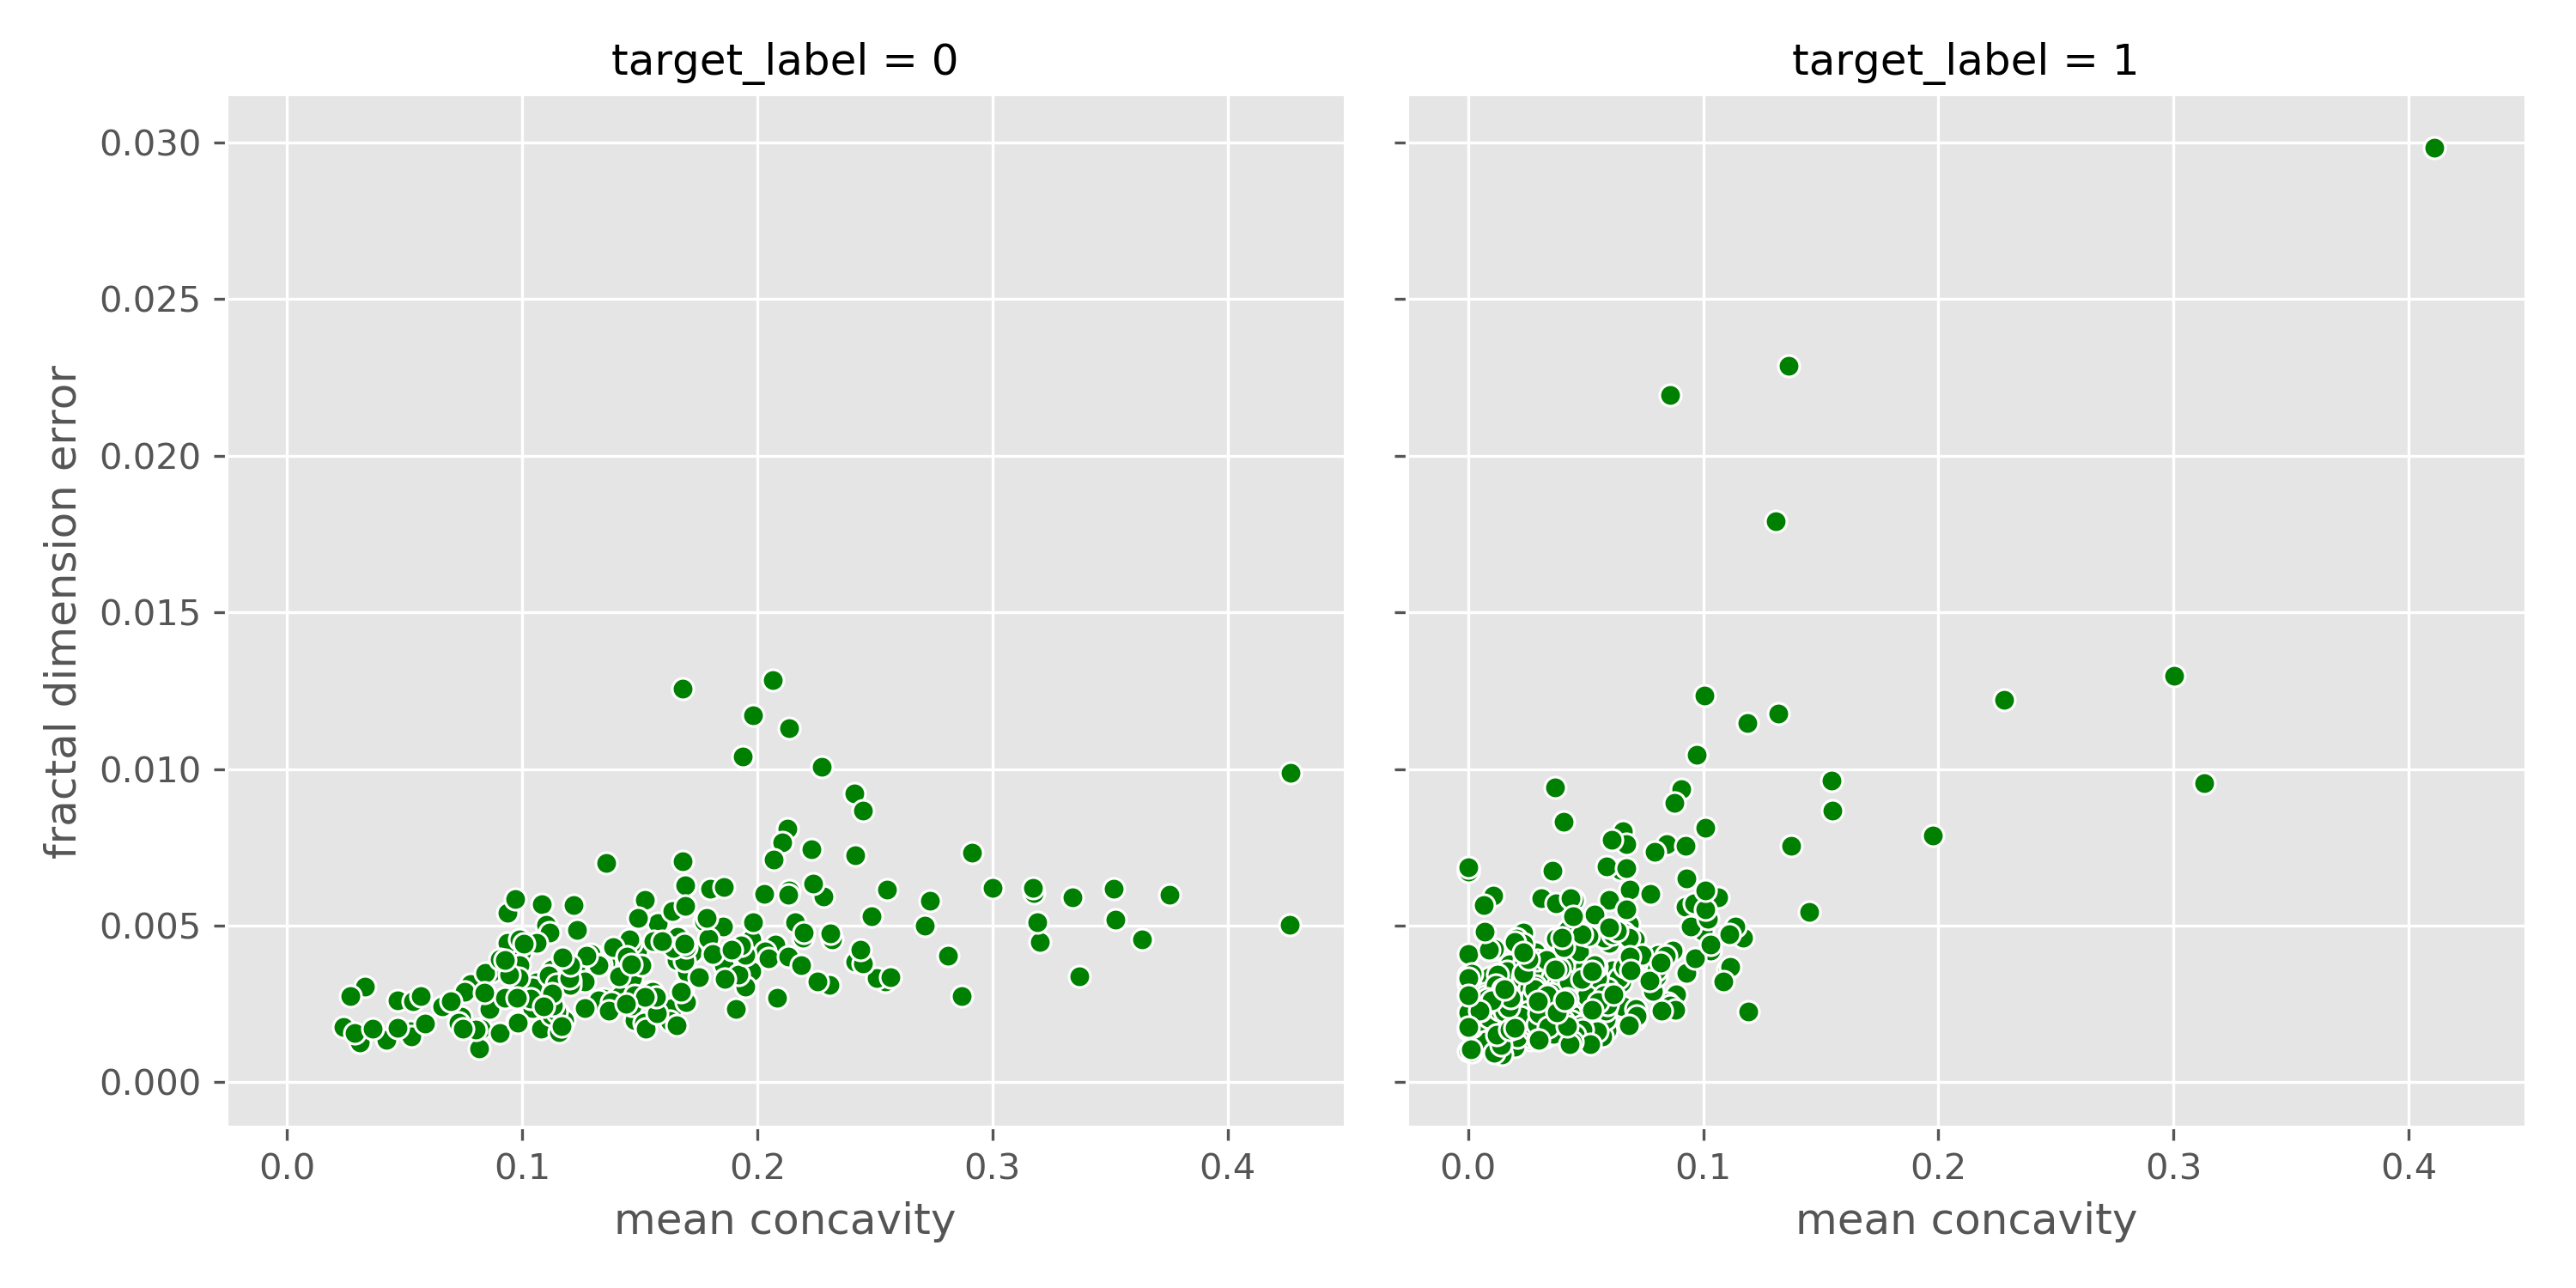 target_label = 0
target_label = 1
fractal dimension error
0.030
0.025
0.020
0.015
0.010
0.005
0.000
0.0 0.1 0.2 0.3 0.4
0.0 0.1 0.2 0.3 0.4
mean concavity
mean concavity